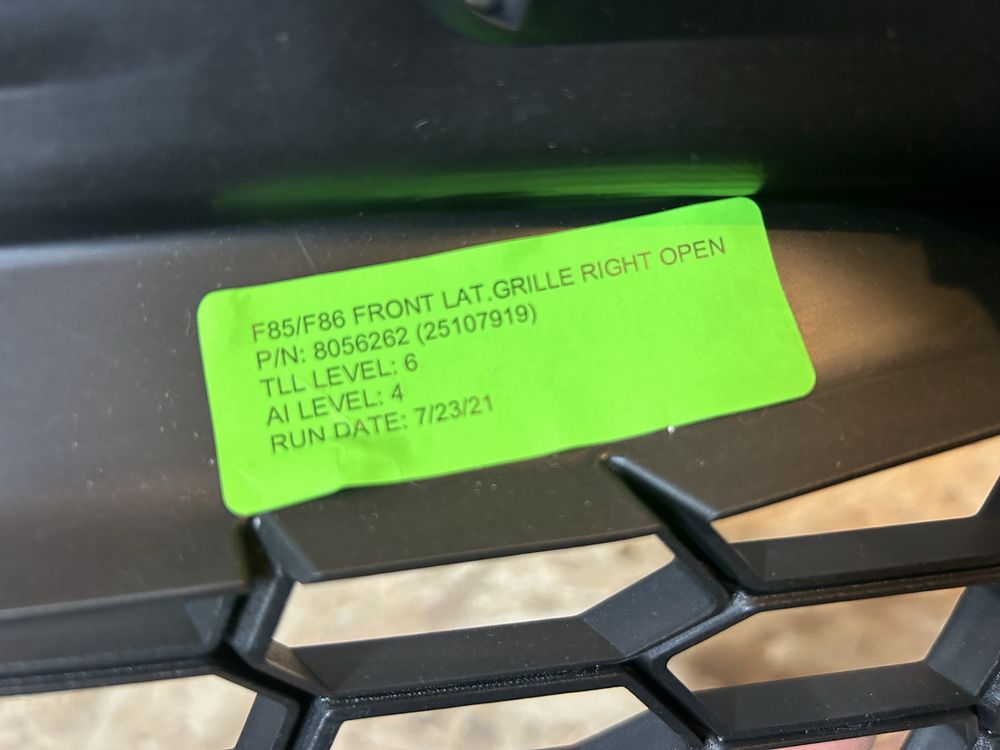 F85/F86 FRONT LAT.GRILLE RIGHT OPEN
P/N: 8056262 (25107919)
TLL LEVEL: 6
AI LEVEL: 4
RUN DATE: 7/23/21